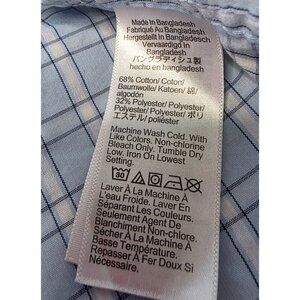 Made In Bangladesh
Fabriqué Au Bangladesh
Hergestellt in Bangladesch
Vervaardigd in
Bangladesh
バングラディシュ製
hecho en bangladesh
68% Cotton/ Coton/
Baumwolle/ Katoen/ 綿/
algodón
32% Polyester/ Polyester/
Polyester/ Polyester/ ポリ
エステル/ poliéster
Machine Wash Cold. With
Like Colors. Non-chlorine
Bleach Only. Tumble Dry
Low. Iron On Lowest
Setting.
30
Laver À La Machine À
L'eau Froide. Laver En
Séparant Les Couleurs.
Seulement Agent De
Blanchiment Non-chlore.
Sécher À La Machine À
Basse Température.
Repasser À Fer Doux Si
Nécessaire.